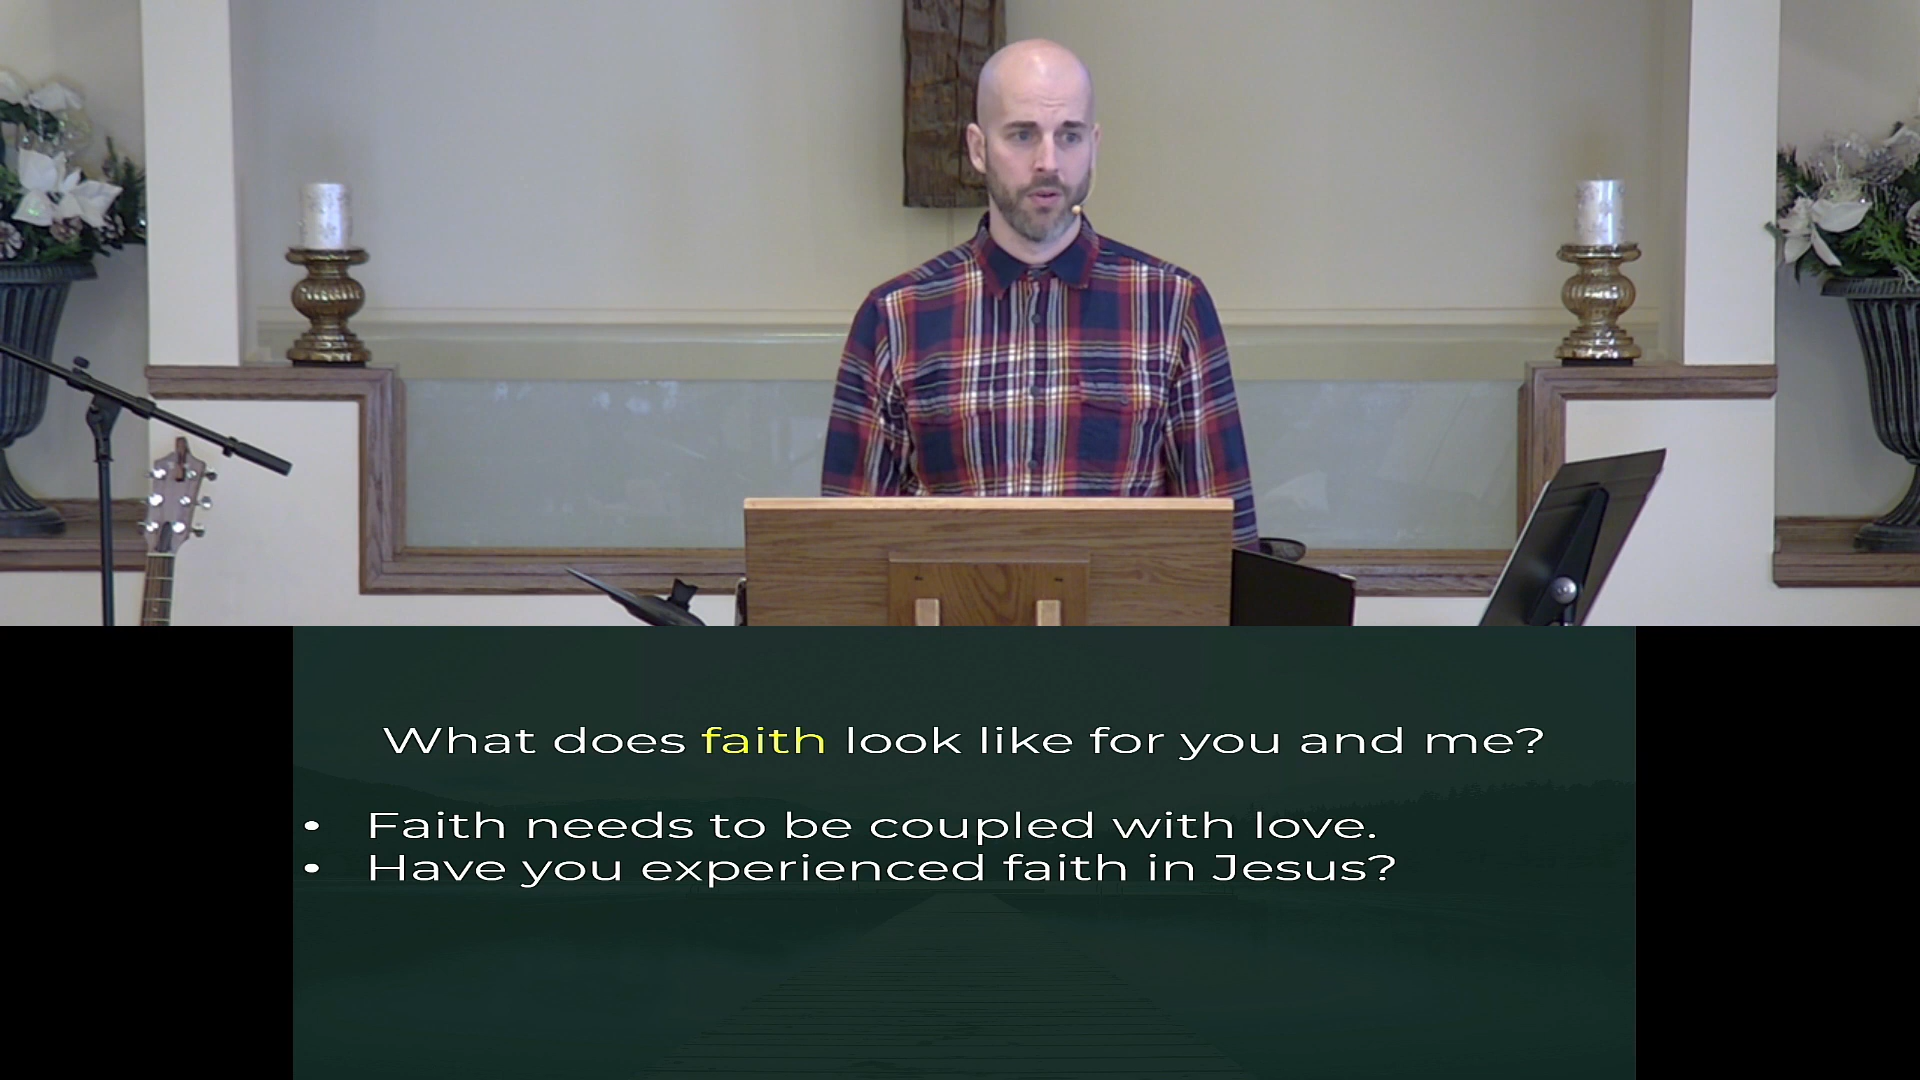 What does faith look like for you and me?
• Faith needs to be coupled with love.
• Have you experienced faith in Jesus?